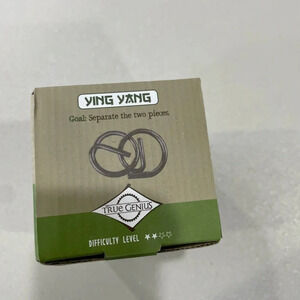 YING YANG
Goal: Separate the two pieces.
TRUE GENIUS
DIFFICULTY LEVEL